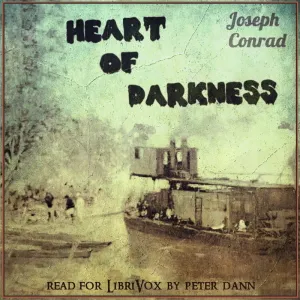 HEART
OF
DARKNESS
Joseph
Conrad
READ FOR LIBRIVOX BY PETER DANN